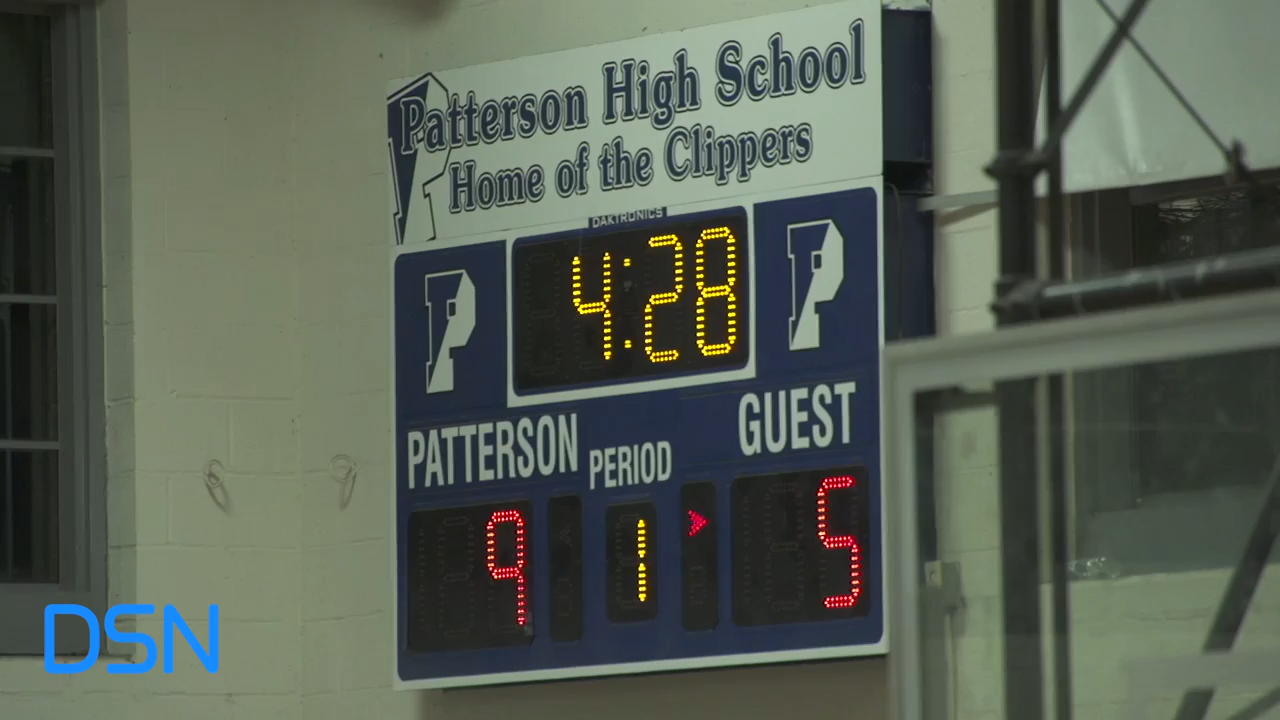 Patterson High School
Home of the Clippers
DAKTRONICS
4:28
P
P
PATTERSON
PERIOD
GUEST
9
1
5
DSN